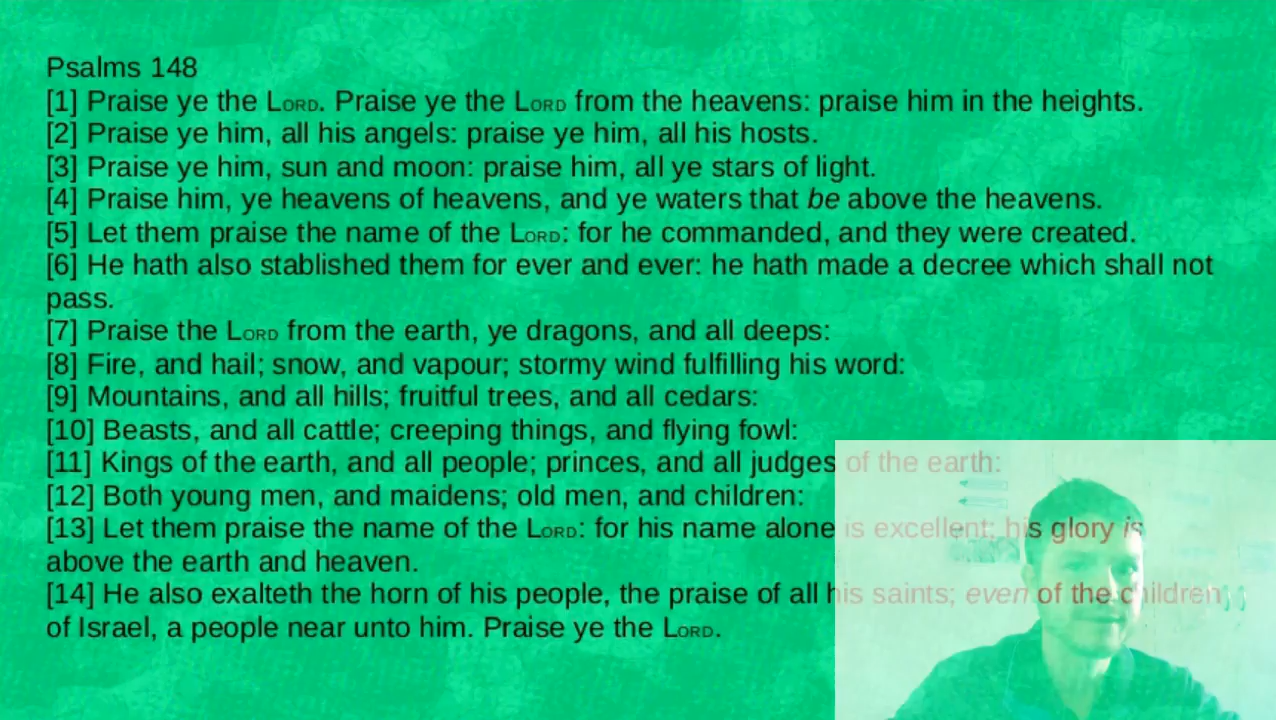 Psalms 148
[1] Praise ye the LORD. Praise ye the LORD from the heavens: praise him in the heights.
[2] Praise ye him, all his angels: praise ye him, all his hosts.
[3] Praise ye him, sun and moon: praise him, all ye stars of light.
[4] Praise him, ye heavens of heavens, and ye waters that be above the heavens.
[5] Let them praise the name of the LORD: for he commanded, and they were created.
[6] He hath also stablished them for ever and ever: he hath made a decree which shall not
pass.
[7] Praise the LORD from the earth, ye dragons, and all deeps:
[8] Fire, and hail; snow, and vapour; stormy wind fulfilling his word:
[9] Mountains, and all hills; fruitful trees, and all cedars:
[10] Beasts, and all cattle; creeping things, and flying fowl:
[11] Kings of the earth, and all people; princes, and all judges of the earth:
[12] Both young men, and maidens; old men, and children:
[13] Let them praise the name of the LORD: for his name alone is excellent; his glory is
above the earth and heaven.
[14] He also exalteth the horn of his people, the praise of all his saints; even of the children
of Israel, a people near unto him. Praise ye the LORD.